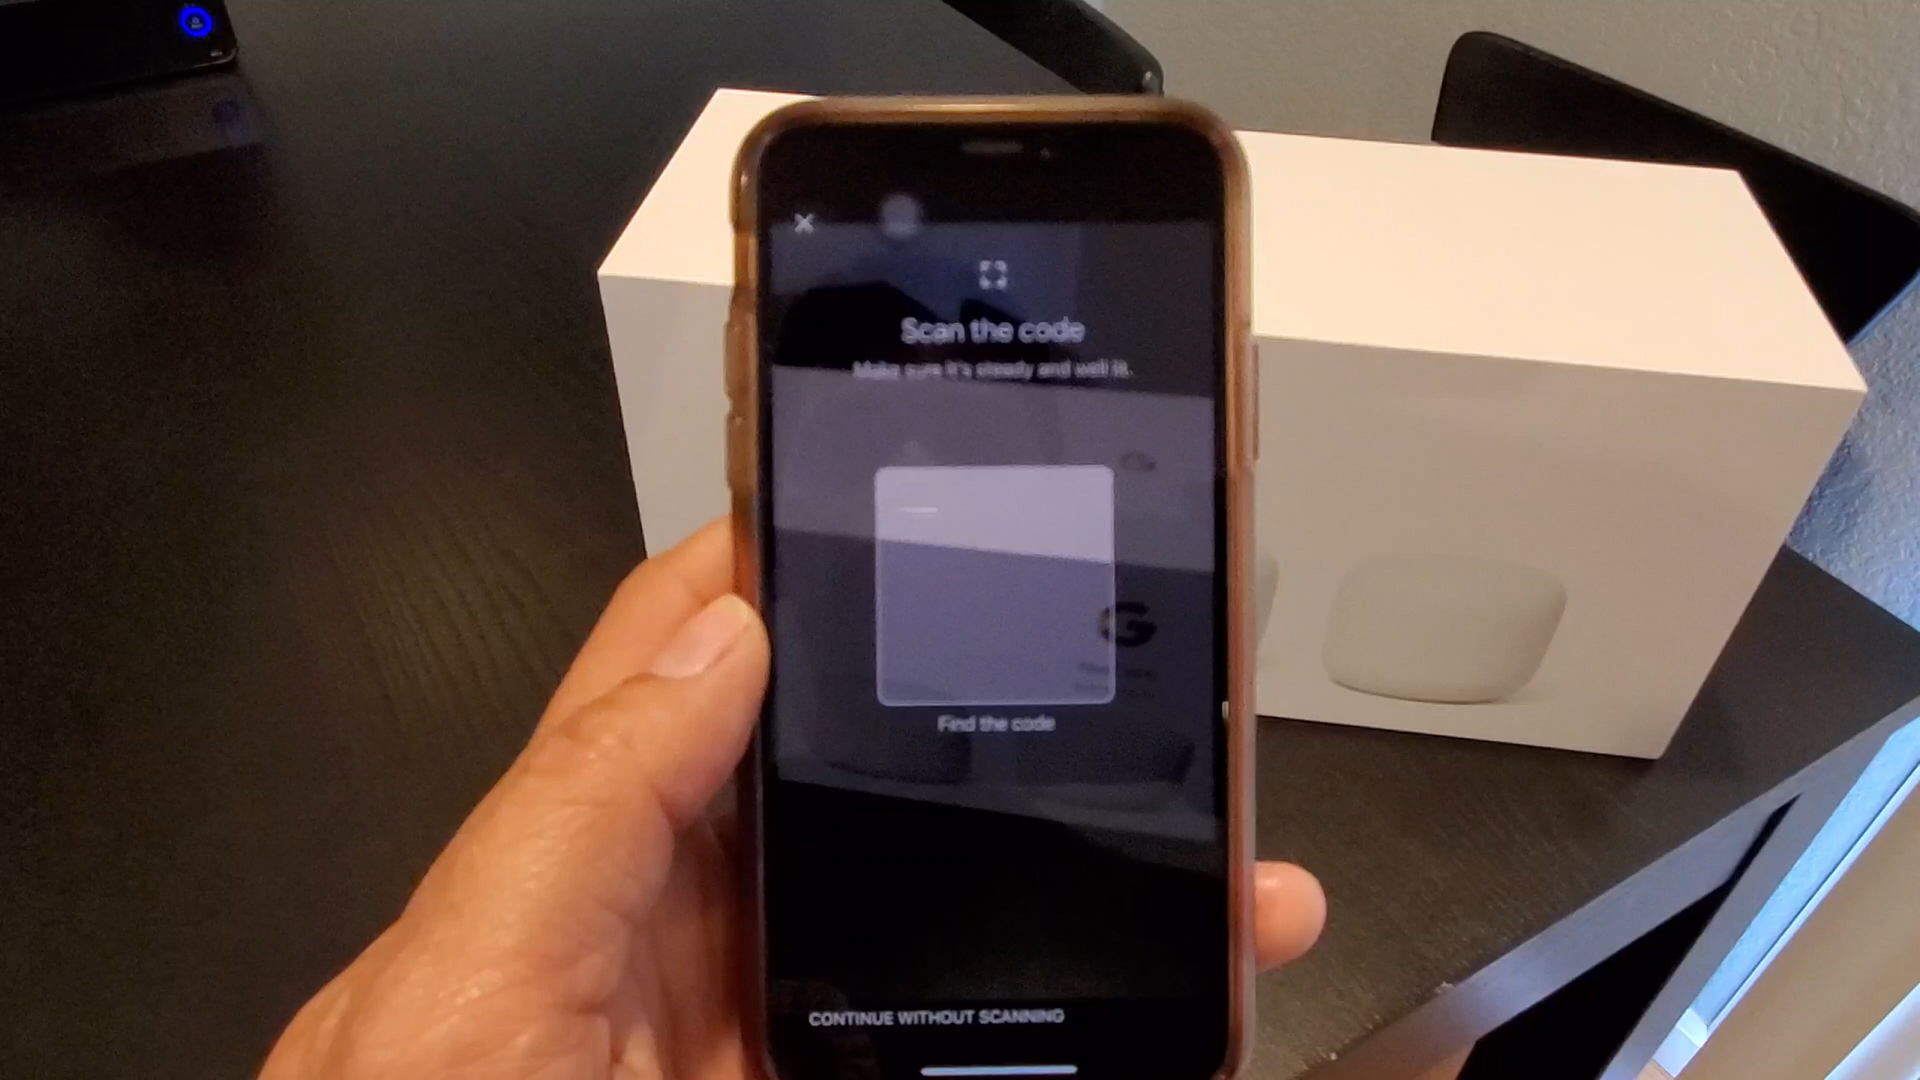 Scan the code
Make sure it's steady and well lit.
Find the code
CONTINUE WITHOUT SCANNING